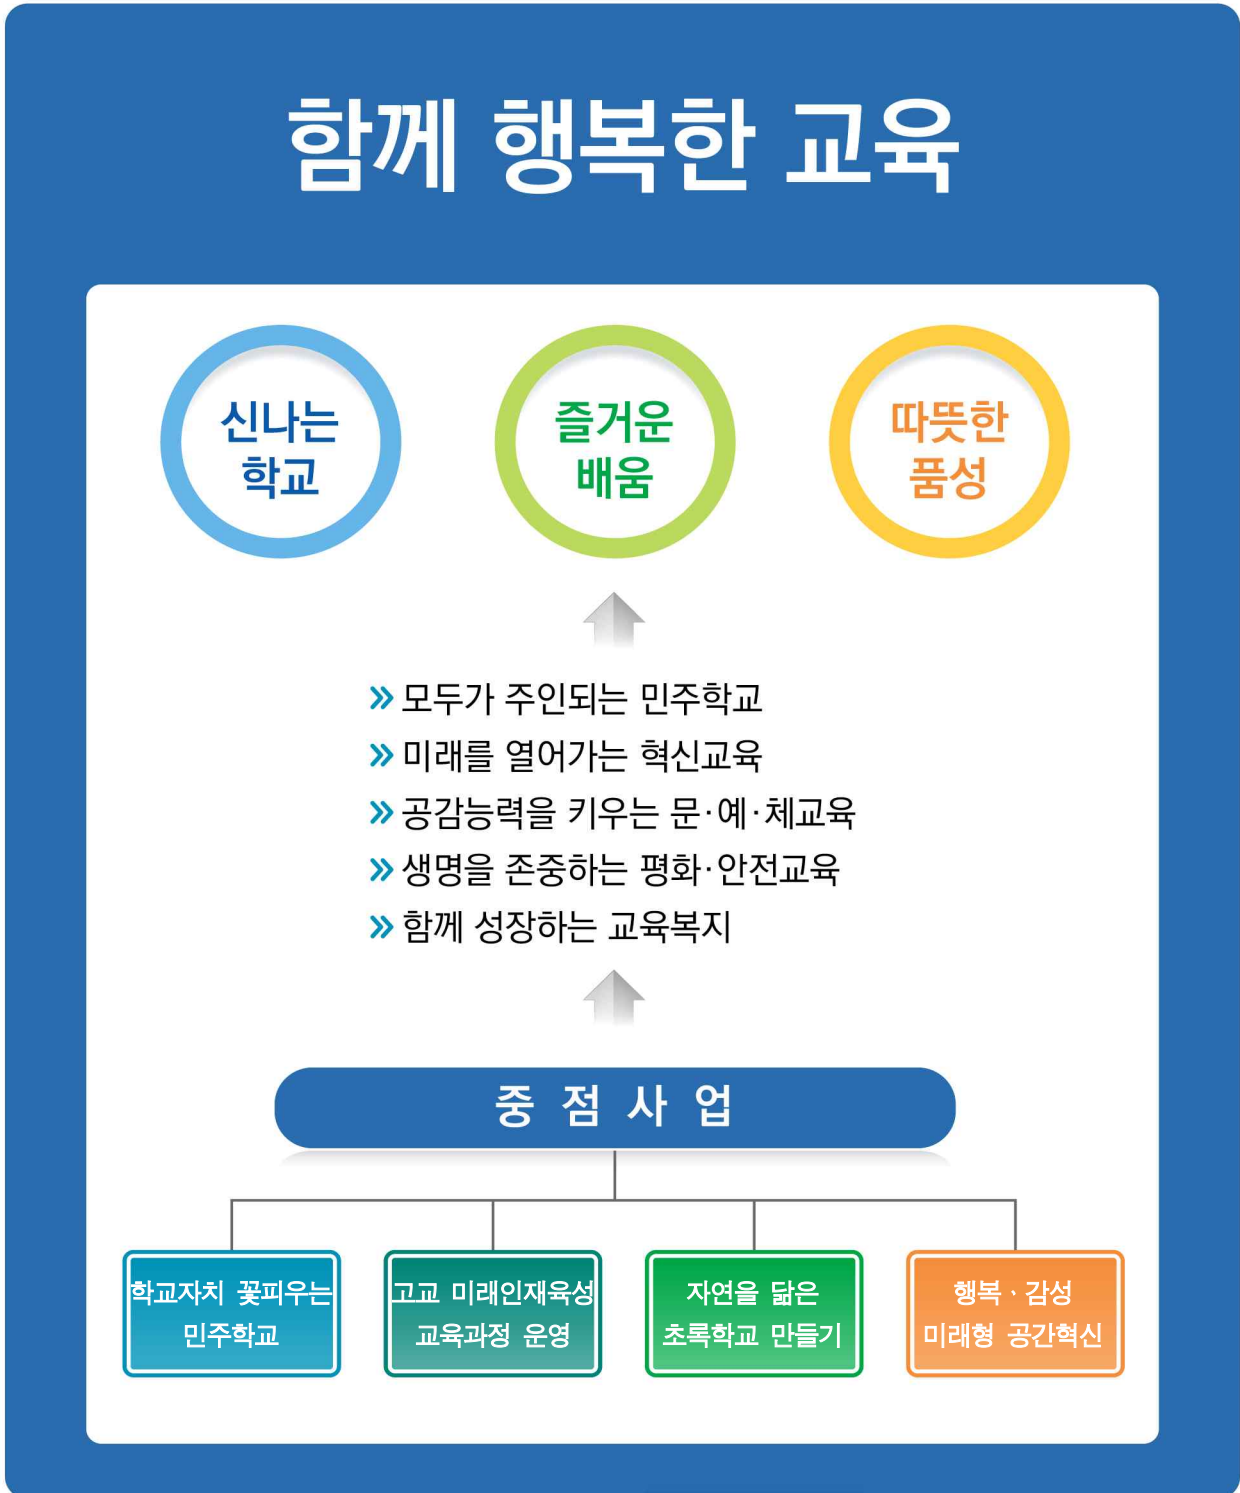 함께 행복한 교육
신나는
학교
즐거운
배움
따뜻한
품성
» 모두가 주인되는 민주학교
» 미래를 열어가는 혁신교육
» 공감능력을 키우는 문·예·체교육
» 생명을 존중하는 평화·안전교육
» 함께 성장하는 교육복지
중 점 사 업
학교자치 꽃피우는
민주학교
고교 미래인재육성
교육과정 운영
자연을 닮은
초록학교 만들기
행복·감성
미래형 공간혁신